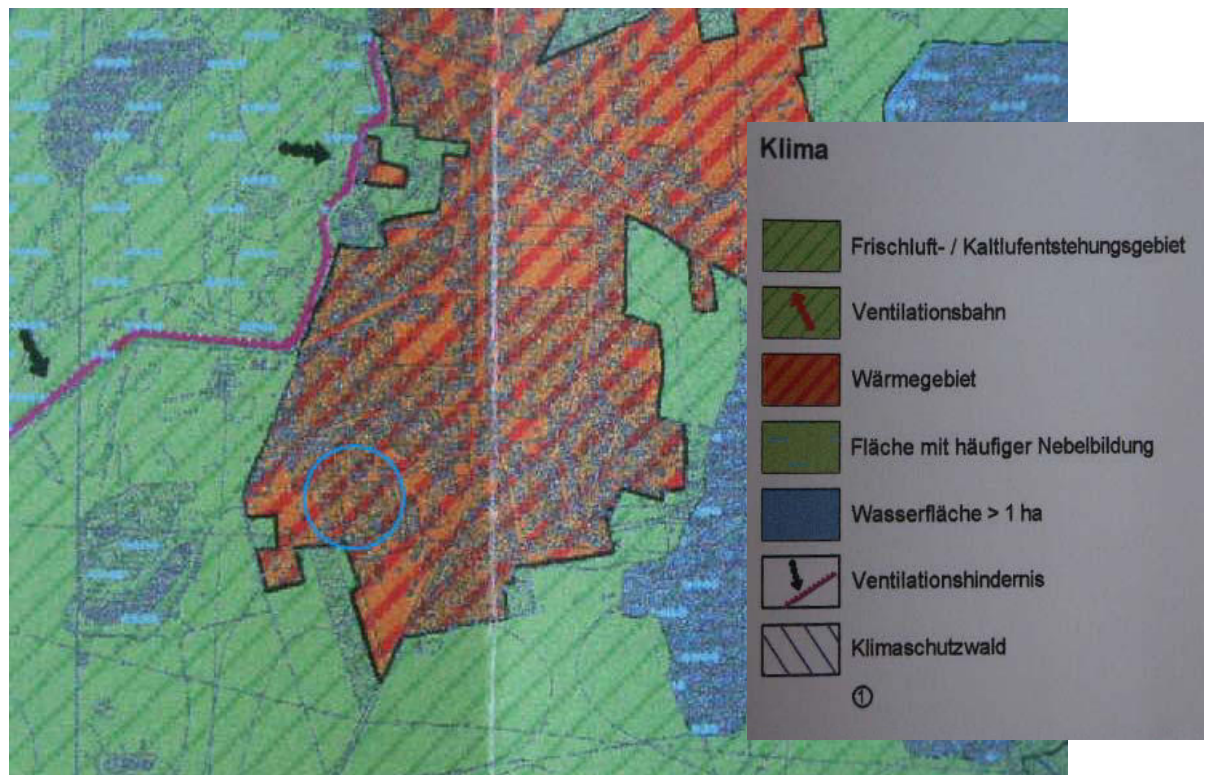 Klima
Frischluft- / Kaltlufentstehungsgebiet
Ventilationsbahn
Wärmegebiet
Fläche mit häufiger Nebelbildung
Wasserfläche > 1 ha
Ventilationshindernis
Klimaschutzwald
①